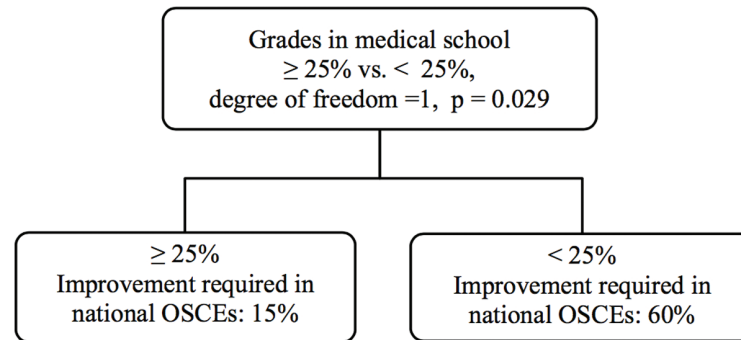 Grades in medical school
≥ 25% vs. < 25%,
degree of freedom =1, p = 0.029
≥ 25%
Improvement required in
national OSCEs: 15%
< 25%
Improvement required in
national OSCEs: 60%